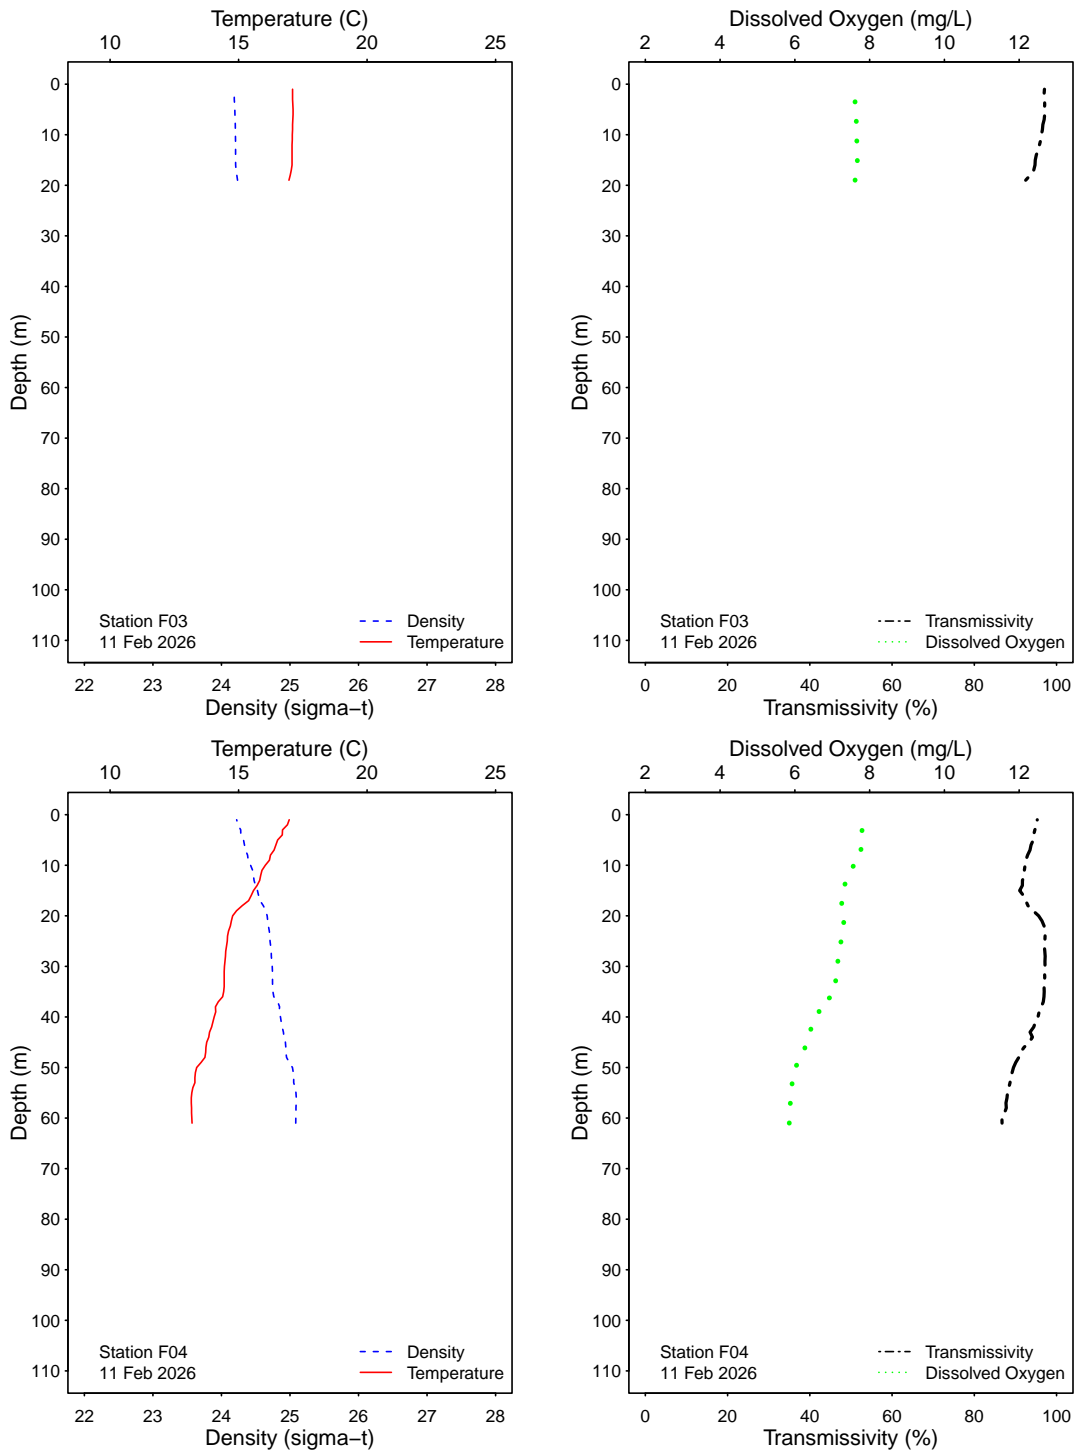 Temperature (C)
10 15 20 25
0
10
20
30
40
50
60
70
80
90
100
110
Depth (m)
Station F03
11 Feb 2026
Density
Temperature
22 23 24 25 26 27 28
Density (sigma−t)
Dissolved Oxygen (mg/L)
2 4 6 8 10 12
0
10
20
30
40
50
60
70
80
90
100
110
Depth (m)
Station F03
11 Feb 2026
Transmissivity
Dissolved Oxygen
0 20 40 60 80 100
Transmissivity (%)
Temperature (C)
10 15 20 25
0
10
20
30
40
50
60
70
80
90
100
110
Depth (m)
Station F04
11 Feb 2026
Density
Temperature
22 23 24 25 26 27 28
Density (sigma−t)
Dissolved Oxygen (mg/L)
2 4 6 8 10 12
0
10
20
30
40
50
60
70
80
90
100
110
Depth (m)
Station F04
11 Feb 2026
Transmissivity
Dissolved Oxygen
0 20 40 60 80 100
Transmissivity (%)